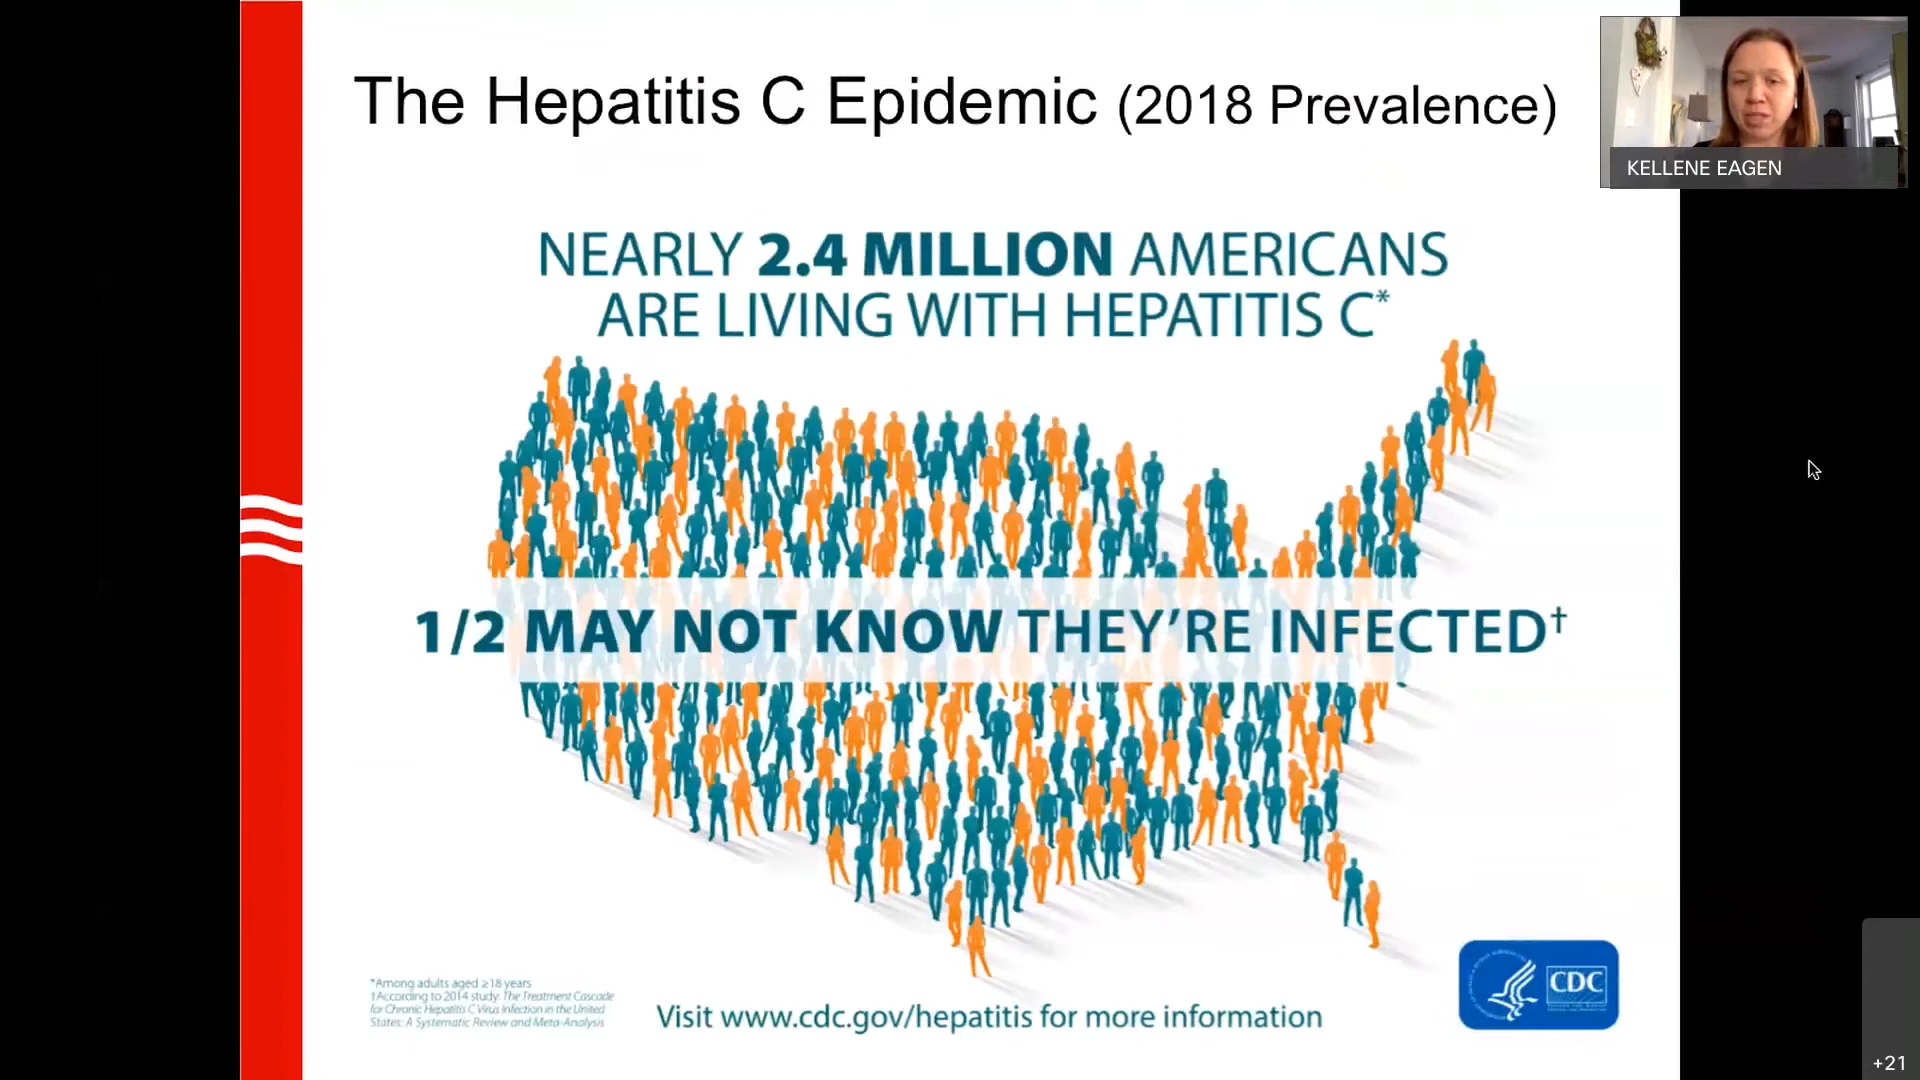 The Hepatitis C Epidemic (2018 Prevalence)
KELLENE EAGEN
NEARLY 2.4 MILLION AMERICANS
ARE LIVING WITH HEPATITIS C*
1/2 MAY NOT KNOW THEY'RE INFECTED†
*Among adults aged ≥18 years
†According to 2014 study: The Treatment Cascade
for Chronic Hepatitis C Virus Infection in the United
States: A Systematic Review and Meta-Analysis
Visit www.cdc.gov/hepatitis for more information
CDC
+21